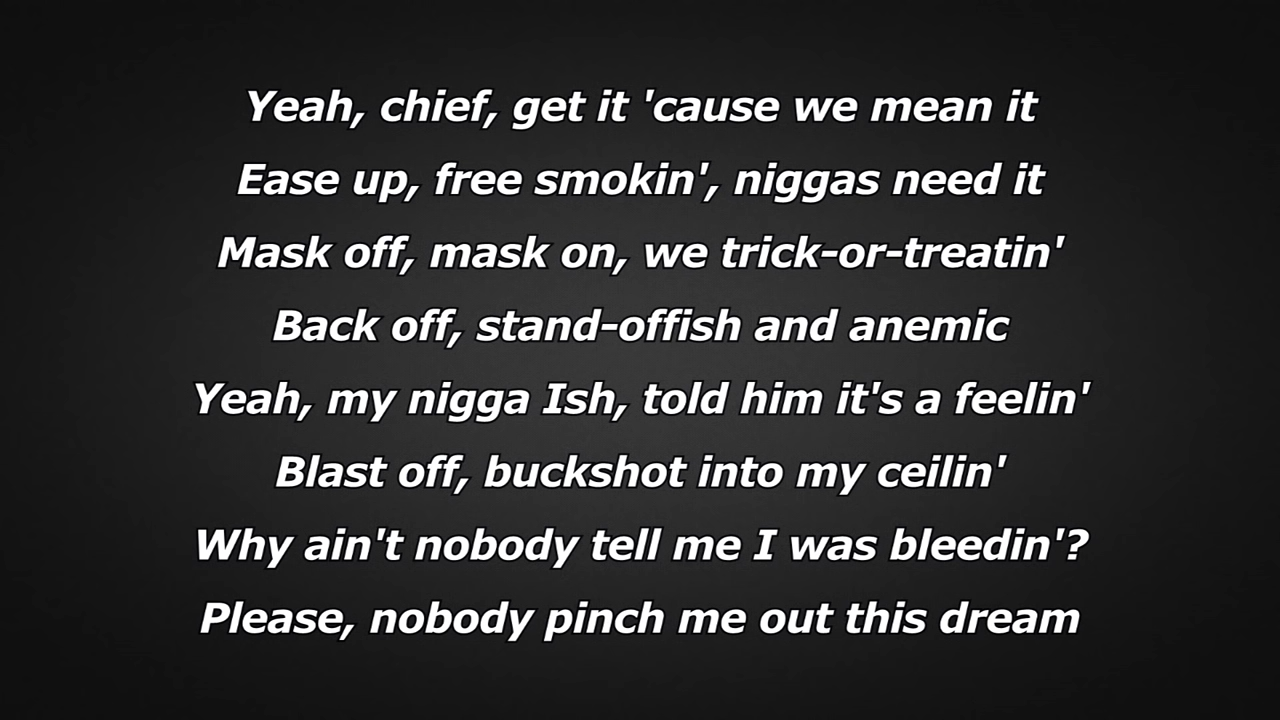 Yeah, chief, get it 'cause we mean it
Ease up, free smokin', niggas need it
Mask off, mask on, we trick-or-treatin'
Back off, stand-offish and anemic
Yeah, my nigga Ish, told him it's a feelin'
Blast off, buckshot into my ceilin'
Why ain't nobody tell me I was bleedin'?
Please, nobody pinch me out this dream